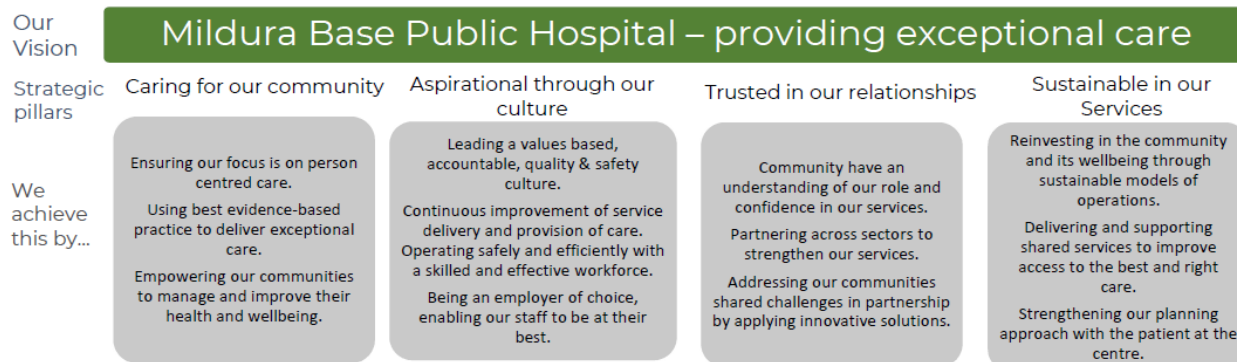 Our
Vision
Mildura Base Public Hospital – providing exceptional care
Strategic
pillars
Caring for our community
Aspirational through our
culture
Trusted in our relationships
Sustainable in our
Services
We
achieve
this by...
Ensuring our focus is on person
centred care.
Using best evidence-based
practice to deliver exceptional
care.
Empowering our communities
to manage and improve their
health and wellbeing.
Leading a values based,
accountable, quality & safety
culture.
Continuous improvement of service
delivery and provision of care.
Operating safely and efficiently with
a skilled and effective workforce.
Being an employer of choice,
enabling our staff to be at their
best.
Community have an
understanding of our role and
confidence in our services.
Partnering across sectors to
strengthen our services.
Addressing our communities
shared challenges in partnership
by applying innovative solutions.
Reinvesting in the community
and its wellbeing through
sustainable models of
operations.
Delivering and supporting
shared services to improve
access to the best and right
care.
Strengthening our planning
approach with the patient at the
centre.